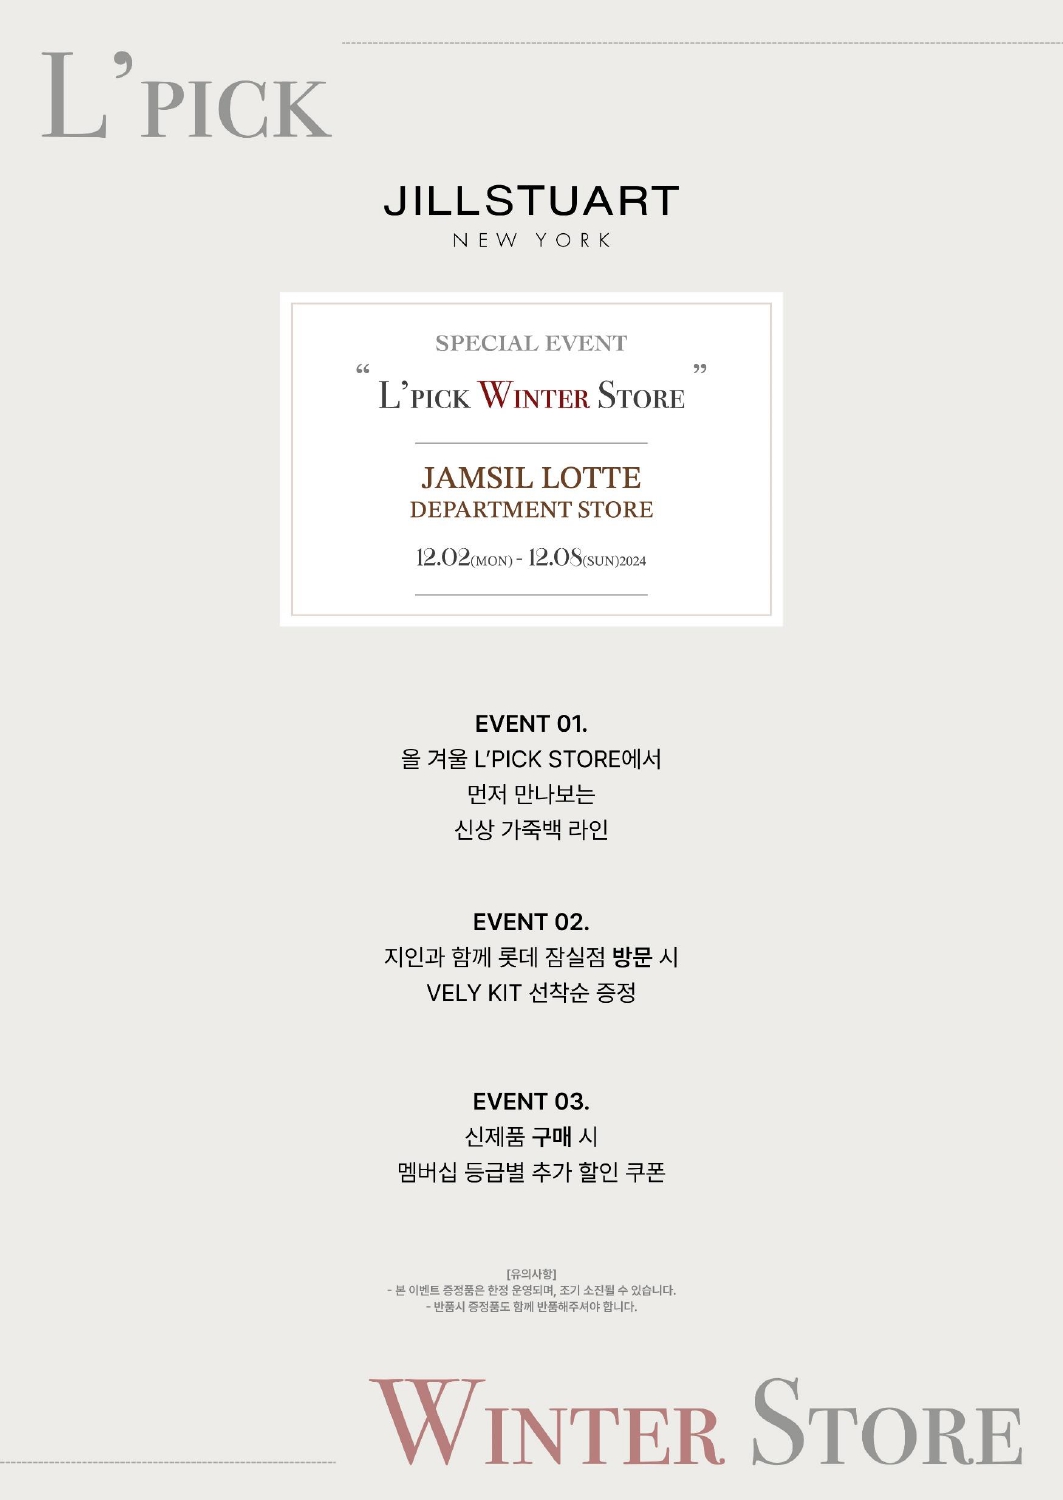 L’PICK
JILLSTUART
NEW YORK
SPECIAL EVENT
“ L’PICK WINTER STORE ”
JAMSIL LOTTE
DEPARTMENT STORE
12.02(MON) - 12.08(SUN)2024
EVENT 01.
올 겨울 L’PICK STORE에서
먼저 만나보는
신상 가죽백 라인
EVENT 02.
지인과 함께 롯데 잠실점 방문 시
VELY KIT 선착순 증정
EVENT 03.
신제품 구매 시
멤버십 등급별 추가 할인 쿠폰
[유의사항]
- 본 이벤트 증정품은 한정 운영되며, 조기 소진될 수 있습니다.
- 반품시 증정품도 함께 반품해주셔야 합니다.
WINTER STORE